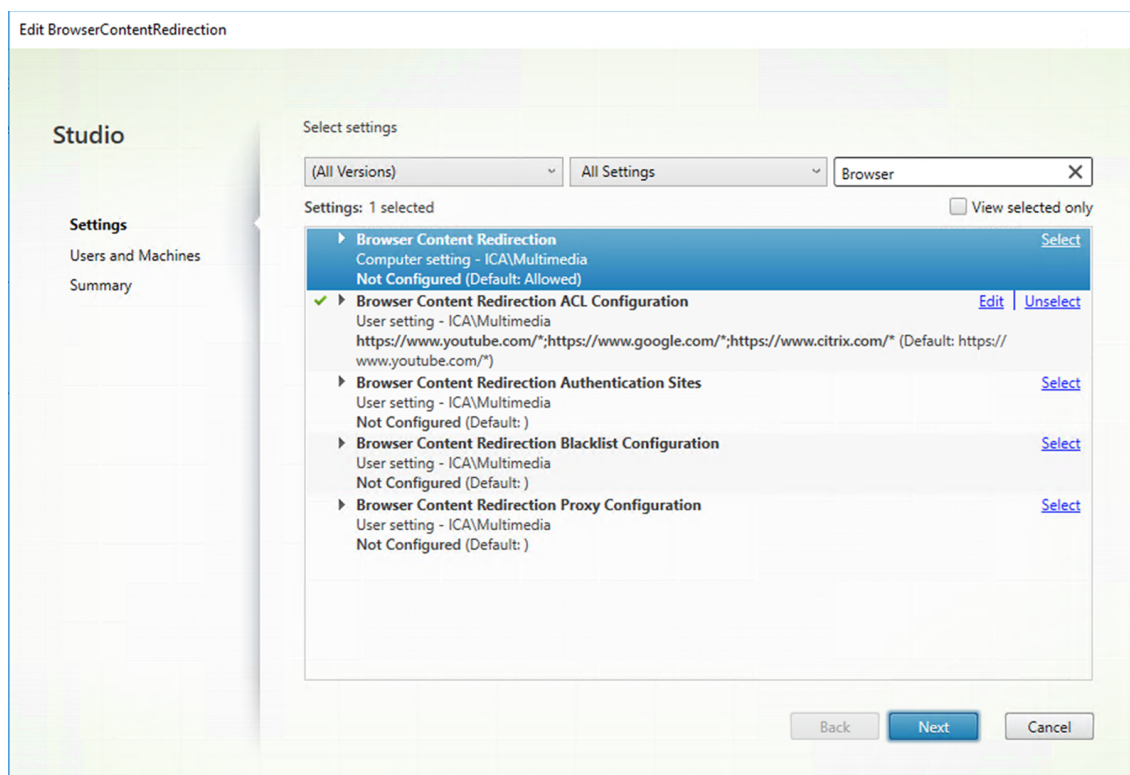 Edit BrowserContentRedirection
Studio
Settings
Users and Machines
Summary
Select settings
(All Versions)
All Settings
Browser
Settings: 1 selected
View selected only
Browser Content Redirection
Select
Computer setting - ICA\Multimedia
Not Configured (Default: Allowed)
Browser Content Redirection ACL Configuration
Edit | Unselect
User setting - ICA\Multimedia
https://www.youtube.com/*;https://www.google.com/*;https://www.citrix.com/* (Default: https://
www.youtube.com/*)
Browser Content Redirection Authentication Sites
Select
User setting - ICA\Multimedia
Not Configured (Default: )
Browser Content Redirection Blacklist Configuration
Select
User setting - ICA\Multimedia
Not Configured (Default: )
Browser Content Redirection Proxy Configuration
Select
User setting - ICA\Multimedia
Not Configured (Default: )
Back
Next
Cancel